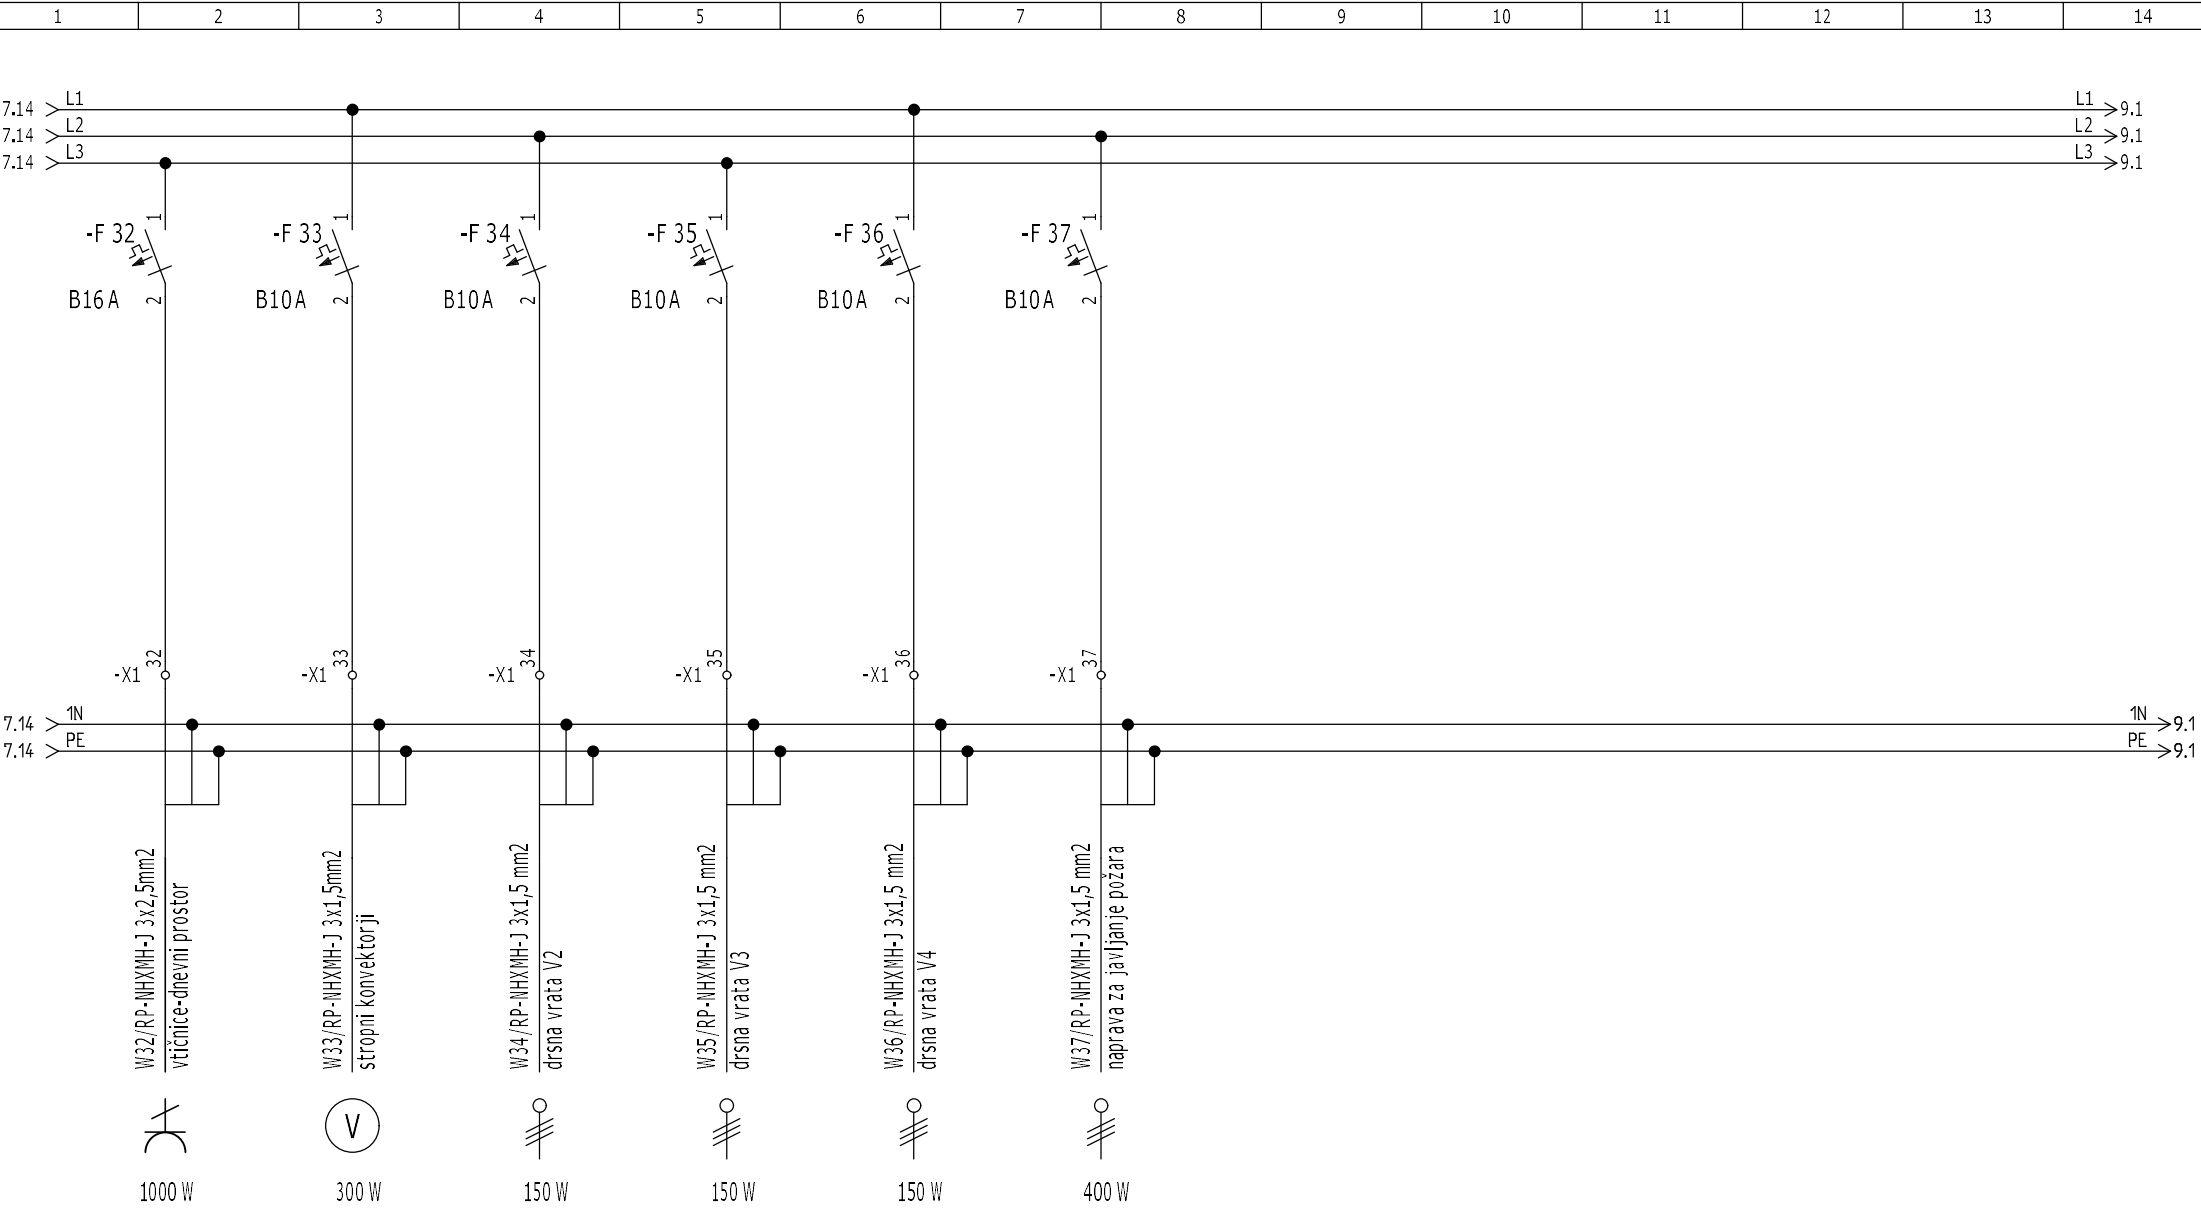 1 2 3 4 5 6 7 8 9 10 11 12 13 14
7.14 L1 L1 9.1
7.14 L2 L2 9.1
7.14 L3 L3 9.1
1 1 1 1 1 1
-F 32 -F 33 -F 34 -F 35 -F 36 -F 37
B16 A 2 B10 A 2 B10 A 2 B10 A 2 B10 A 2 B10 A 2
-X1 32 -X1 33 -X1 34 -X1 35 -X1 36 -X1 37
7.14 1N 1N 9.1
7.14 PE PE 9.1
W32/RP-NHXMH-J 3x2,5mm2
vtičnice-dnevni prostor
W33/RP-NHXMH-J 3x1,5mm2
stropni konvektorji
W34/RP-NHXMH-J 3x1,5 mm2
drsna vrata V2
W35/RP-NHXMH-J 3x1,5 mm2
drsna vrata V3
W36/RP-NHXMH-J 3x1,5 mm2
drsna vrata V4
W37/RP-NHXMH-J 3x1,5 mm2
naprava za javljanje požara
V
1000 W 300 W 150 W 150 W 150 W 400 W